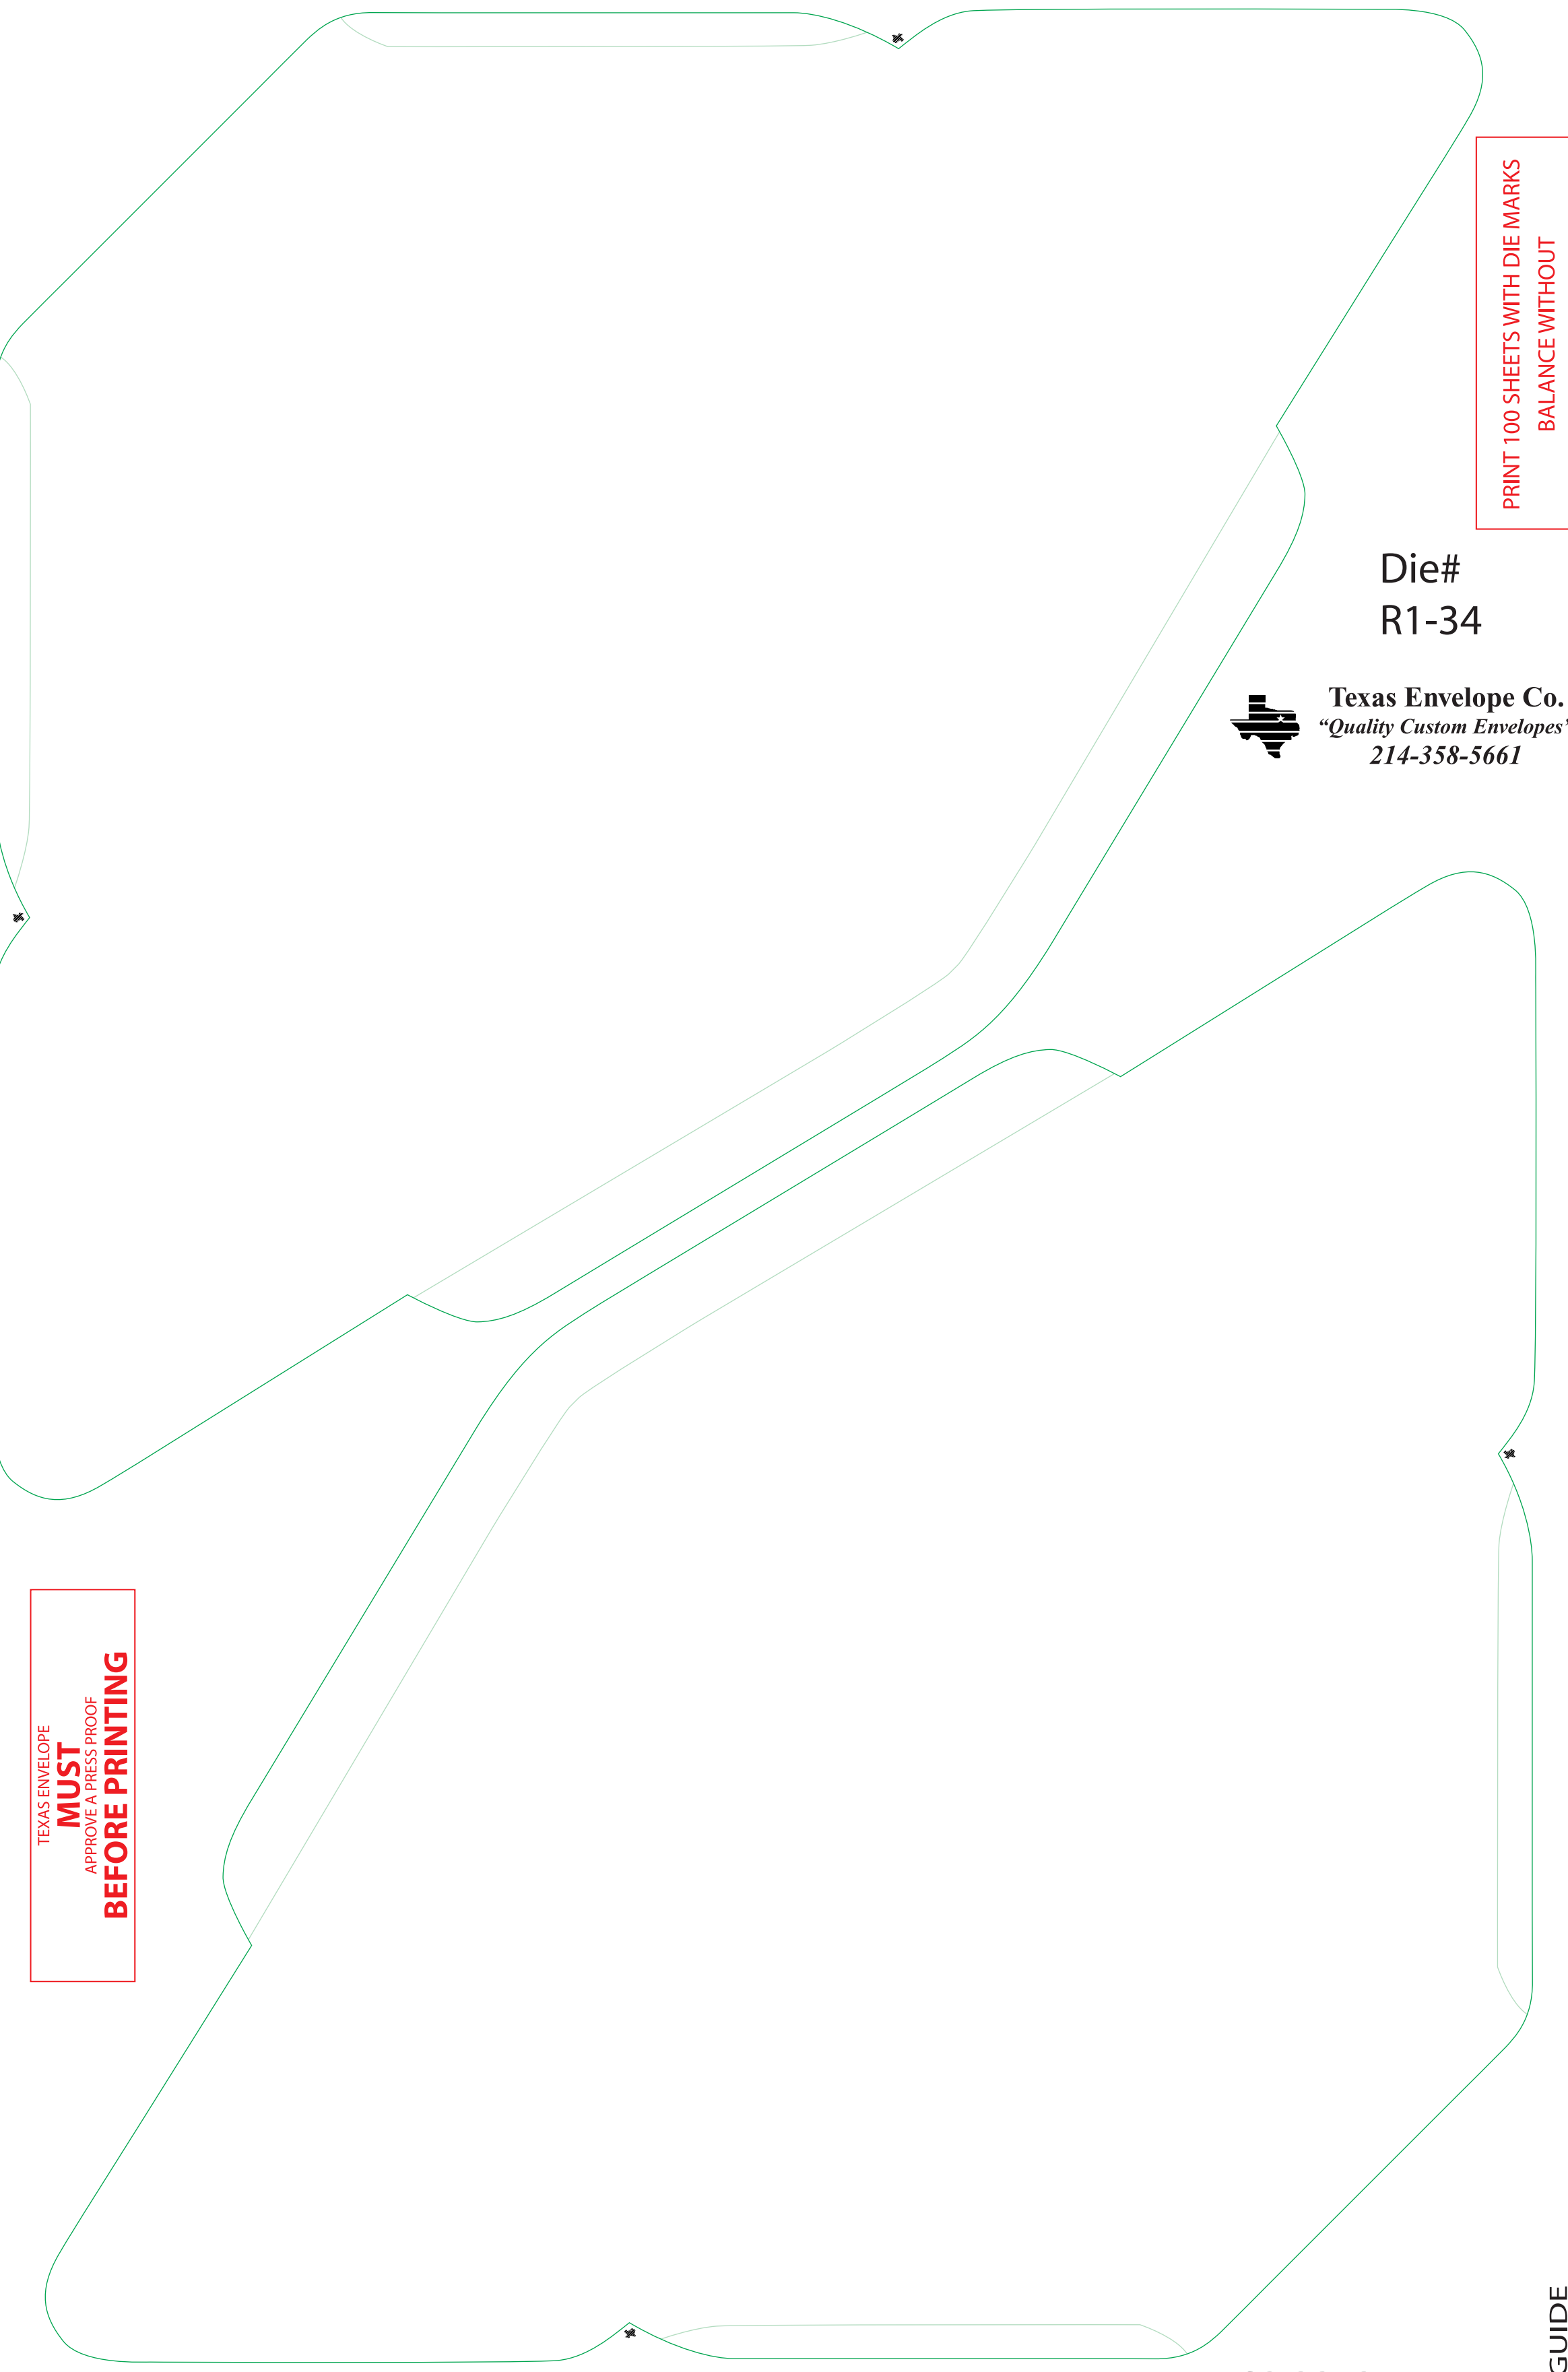 PRINT 100 SHEETS WITH DIE MARKS
BALANCE WITHOUT
Die#
R1-34
Texas Envelope Co.
“Quality Custom Envelopes”
214-358-5661
TEXAS ENVELOPE
MUST
APPROVE A PRESS PROOF
BEFORE PRINTING
GUIDE